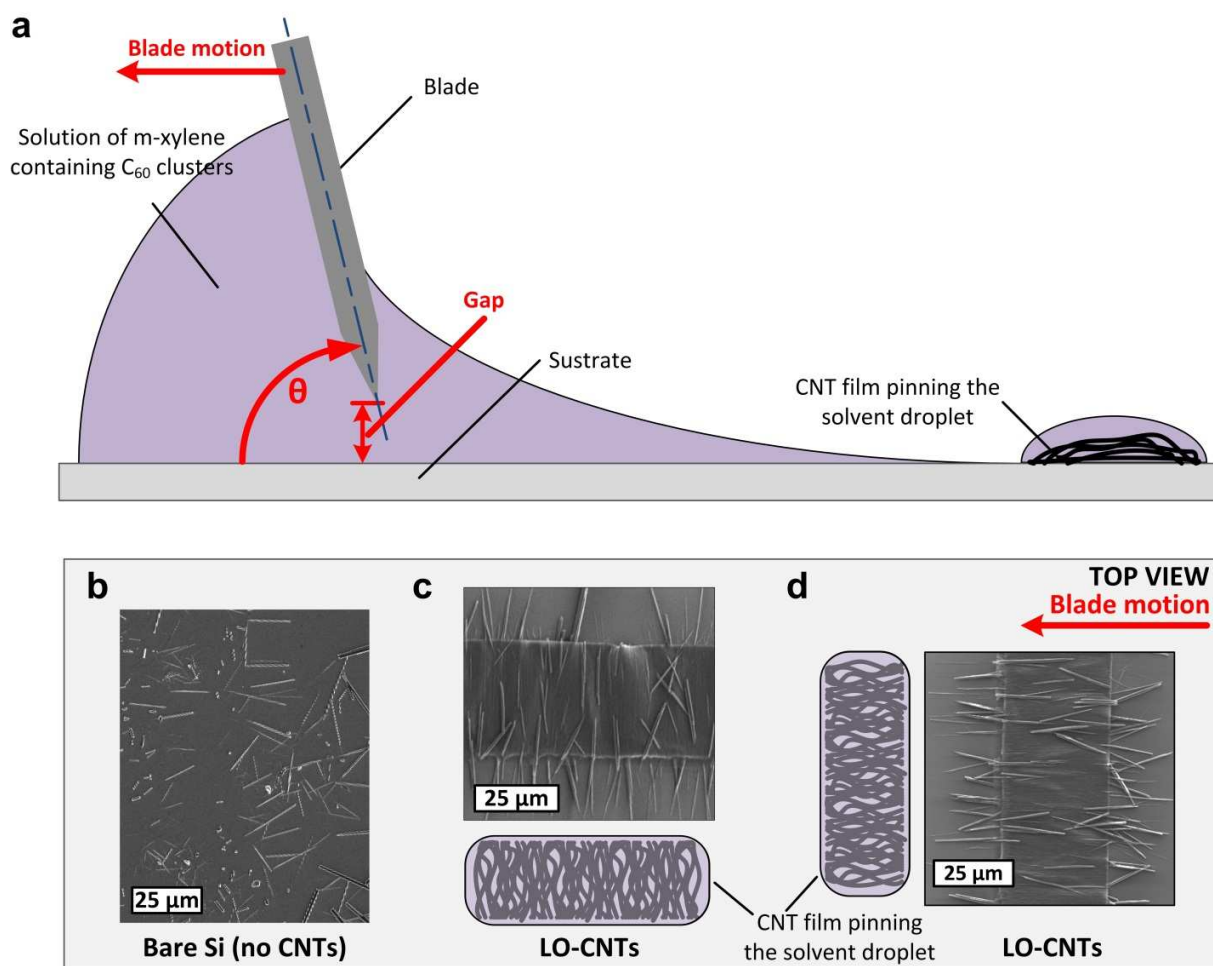 a
Blade motion
Blade
Solution of m-xylene
containing C₆₀ clusters
Gap
θ
Sustrate
CNT film pinning the
solvent droplet
b
c
d
TOP VIEW
Blade motion
25 μm
25 μm
25 μm
Bare Si (no CNTs)
LO-CNTs
CNT film pinning
the solvent droplet
LO-CNTs